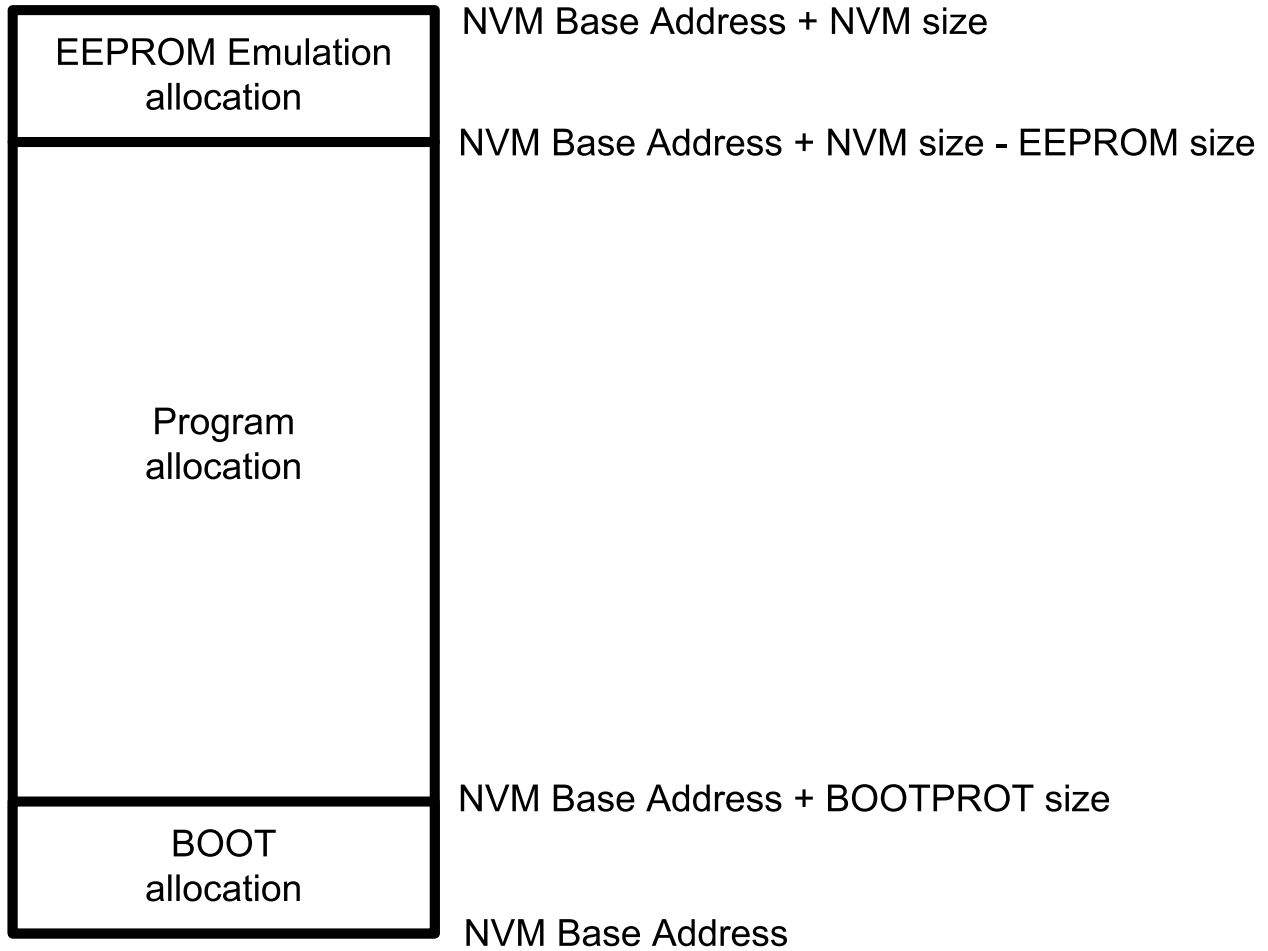 NVM Base Address + NVM size
EEPROM Emulation
allocation
NVM Base Address + NVM size - EEPROM size
Program
allocation
NVM Base Address + BOOTPROT size
BOOT
allocation
NVM Base Address